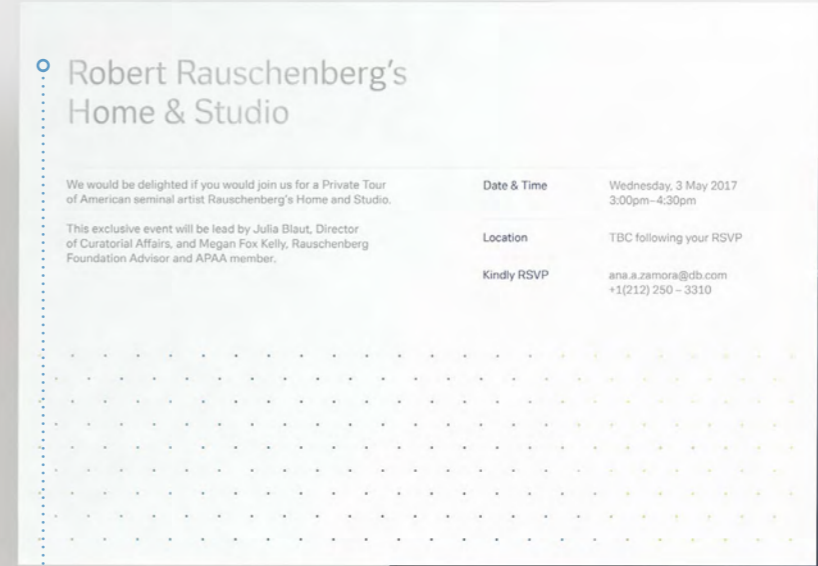 Robert Rauschenberg's
Home & Studio
We would be delighted if you would join us for a Private Tour
of American seminal artist Rauschenberg's Home and Studio.
This exclusive event will be lead by Julia Blaut, Director
of Curatorial Affairs, and Megan Fox Kelly, Rauschenberg
Foundation Advisor and APAA member.
Date & Time
Wednesday, 3 May 2017
3:00pm–4:30pm
Location
TBC following your RSVP
Kindly RSVP
ana.a.zamora@db.com
+1(212) 250 – 3310